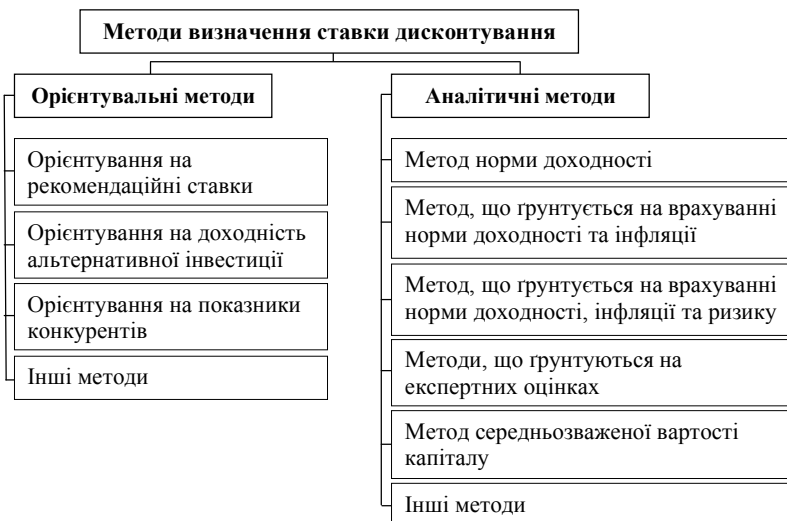 Методи визначення ставки дисконтування
Орієнтувальні методи
Орієнтування на
рекомендаційні ставки
Орієнтування на доходність
альтернативної інвестиції
Орієнтування на показники
конкурентів
Інші методи
Аналітичні методи
Метод норми доходності
Метод, що ґрунтується на врахуванні
норми доходності та інфляції
Метод, що ґрунтується на врахуванні
норми доходності, інфляції та ризику
Методи, що ґрунтуються на
експертних оцінках
Метод середньозваженої вартості
капіталу
Інші методи